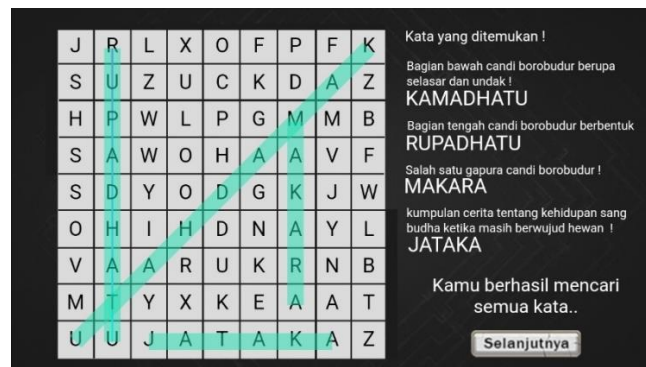 J R L X O F P F K
S U Z U C K D A Z
H P W L P G M M B
S A W O H A A V F
S D Y O D G K J W
O H I H D N A Y L
V A A R U K R N B
M T Y X K E A A T
U U J A T A K A Z
Kata yang ditemukan !
Bagian bawah candi borobudur berupa
selasar dan undak !
KAMADHATU
Bagian tengah candi borobudur berbentuk
RUPADHATU
Salah satu gapura candi borobudur !
MAKARA
kumpulan cerita tentang kehidupan sang
budha ketika masih berwujud hewan !
JATAKA
Kamu berhasil mencari
semua kata..
Selanjutnya